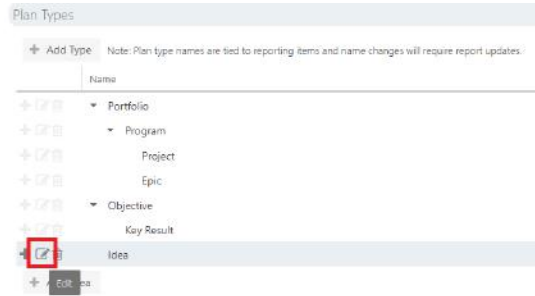 Plan Types
Add Type Note: Plan type names are tied to reporting items and name changes will require report updates.
Name
Portfolio
Program
Project
Epic
Objective
Key Result
Idea
Edit